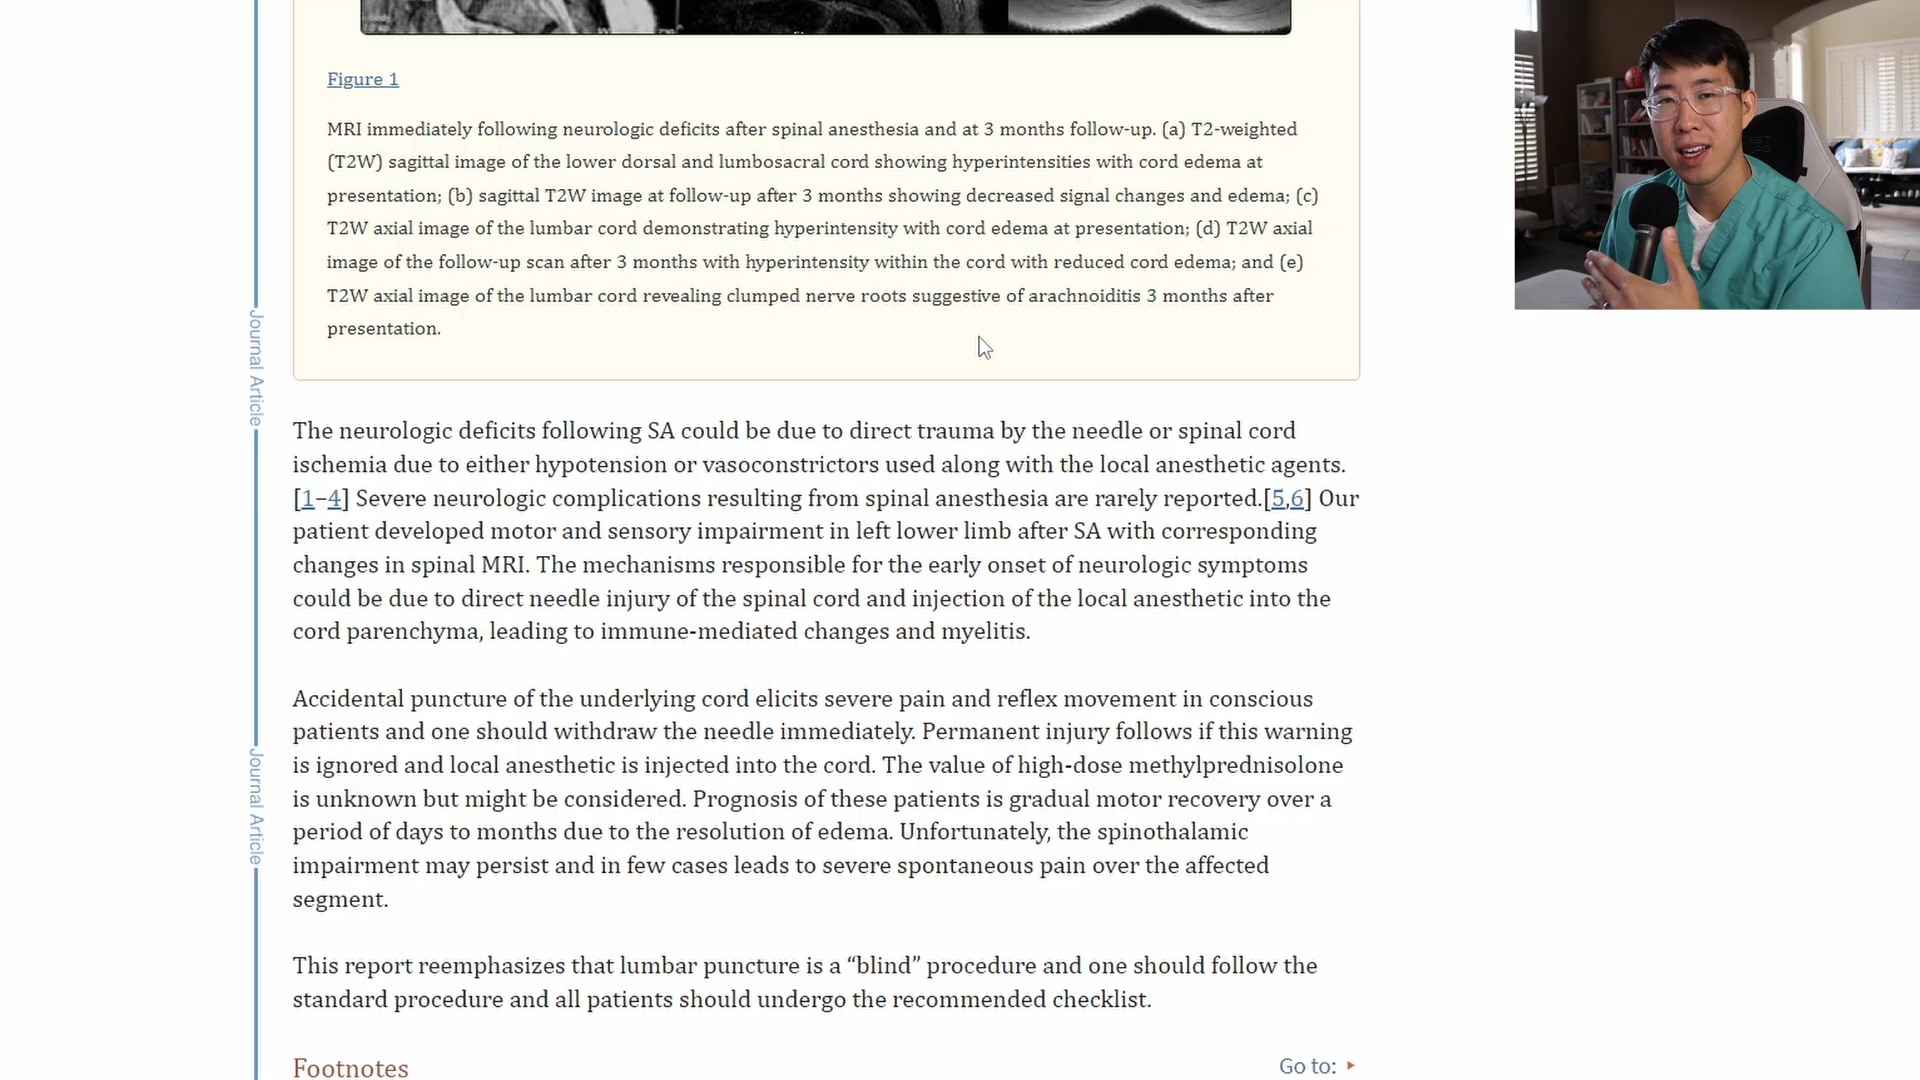 Figure 1
MRI immediately following neurologic deficits after spinal anesthesia and at 3 months follow-up. (a) T2-weighted
(T2W) sagittal image of the lower dorsal and lumbosacral cord showing hyperintensities with cord edema at
presentation; (b) sagittal T2W image at follow-up after 3 months showing decreased signal changes and edema; (c)
T2W axial image of the lumbar cord demonstrating hyperintensity with cord edema at presentation; (d) T2W axial
image of the follow-up scan after 3 months with hyperintensity within the cord with reduced cord edema; and (e)
T2W axial image of the lumbar cord revealing clumped nerve roots suggestive of arachnoiditis 3 months after
presentation.
Journal Article
The neurologic deficits following SA could be due to direct trauma by the needle or spinal cord
ischemia due to either hypotension or vasoconstrictors used along with the local anesthetic agents.
[1–4] Severe neurologic complications resulting from spinal anesthesia are rarely reported.[5,6] Our
patient developed motor and sensory impairment in left lower limb after SA with corresponding
changes in spinal MRI. The mechanisms responsible for the early onset of neurologic symptoms
could be due to direct needle injury of the spinal cord and injection of the local anesthetic into the
cord parenchyma, leading to immune-mediated changes and myelitis.
Accidental puncture of the underlying cord elicits severe pain and reflex movement in conscious
patients and one should withdraw the needle immediately. Permanent injury follows if this warning
is ignored and local anesthetic is injected into the cord. The value of high-dose methylprednisolone
is unknown but might be considered. Prognosis of these patients is gradual motor recovery over a
period of days to months due to the resolution of edema. Unfortunately, the spinothalamic
impairment may persist and in few cases leads to severe spontaneous pain over the affected
segment.
Journal Article
This report reemphasizes that lumbar puncture is a “blind” procedure and one should follow the
standard procedure and all patients should undergo the recommended checklist.
Footnotes
Go to: